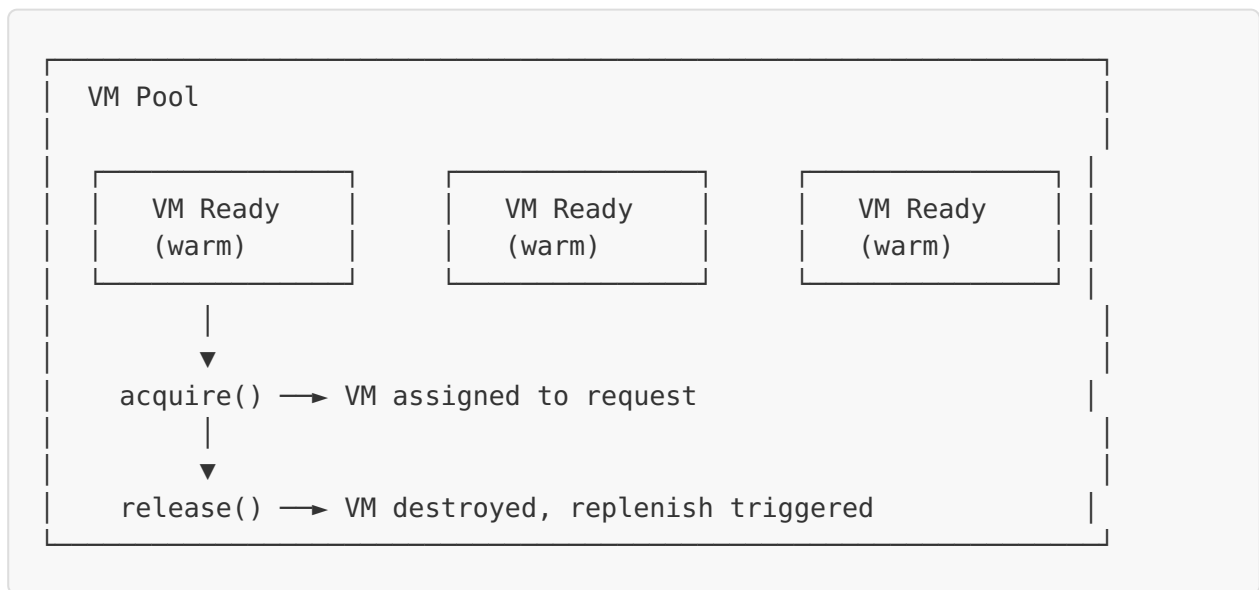 VM Pool
VM Ready VM Ready VM Ready
(warm) (warm) (warm)
acquire() ──► VM assigned to request
release() ──► VM destroyed, replenish triggered